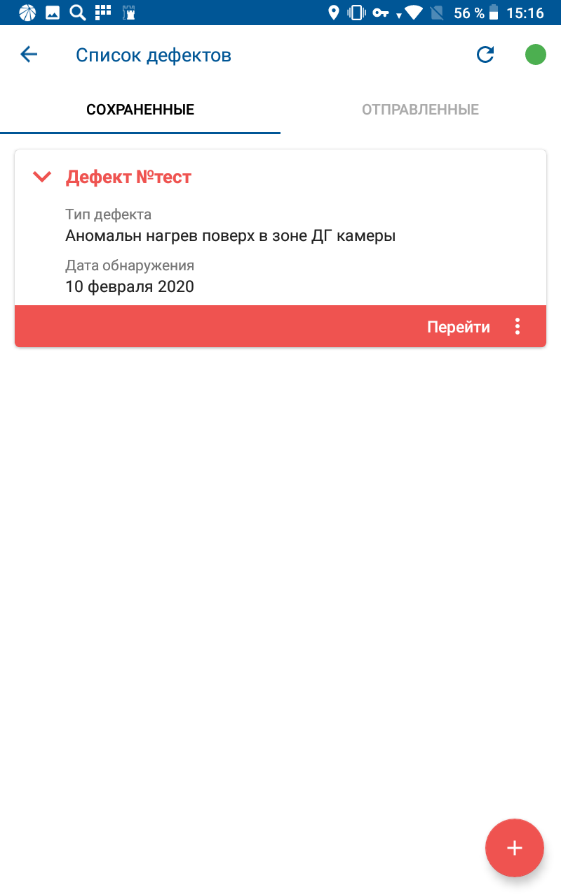 56 % 15:16
Список дефектов
СОХРАНЕННЫЕ ОТПРАВЛЕННЫЕ
Дефект №тест
Тип дефекта
Аномальн нагрев поверх в зоне ДГ камеры
Дата обнаружения
10 февраля 2020
Перейти